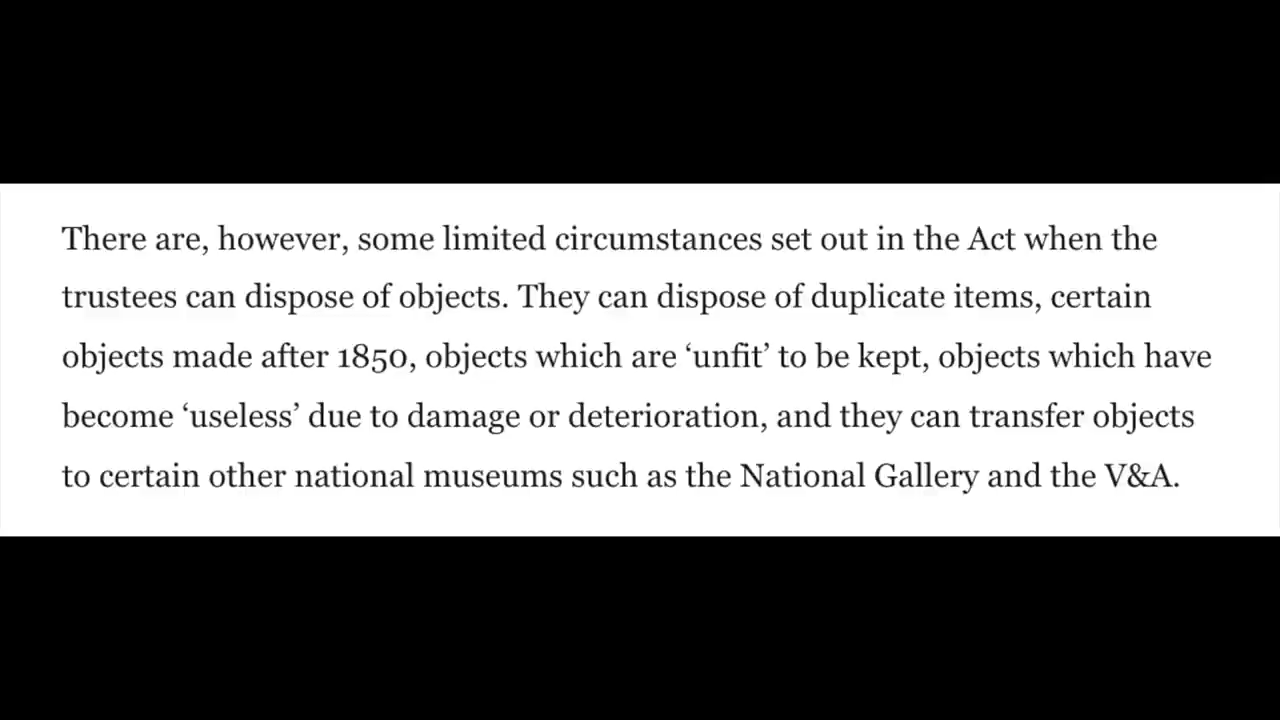 There are, however, some limited circumstances set out in the Act when the
trustees can dispose of objects. They can dispose of duplicate items, certain
objects made after 1850, objects which are ‘unfit’ to be kept, objects which have
become ‘useless’ due to damage or deterioration, and they can transfer objects
to certain other national museums such as the National Gallery and the V&A.